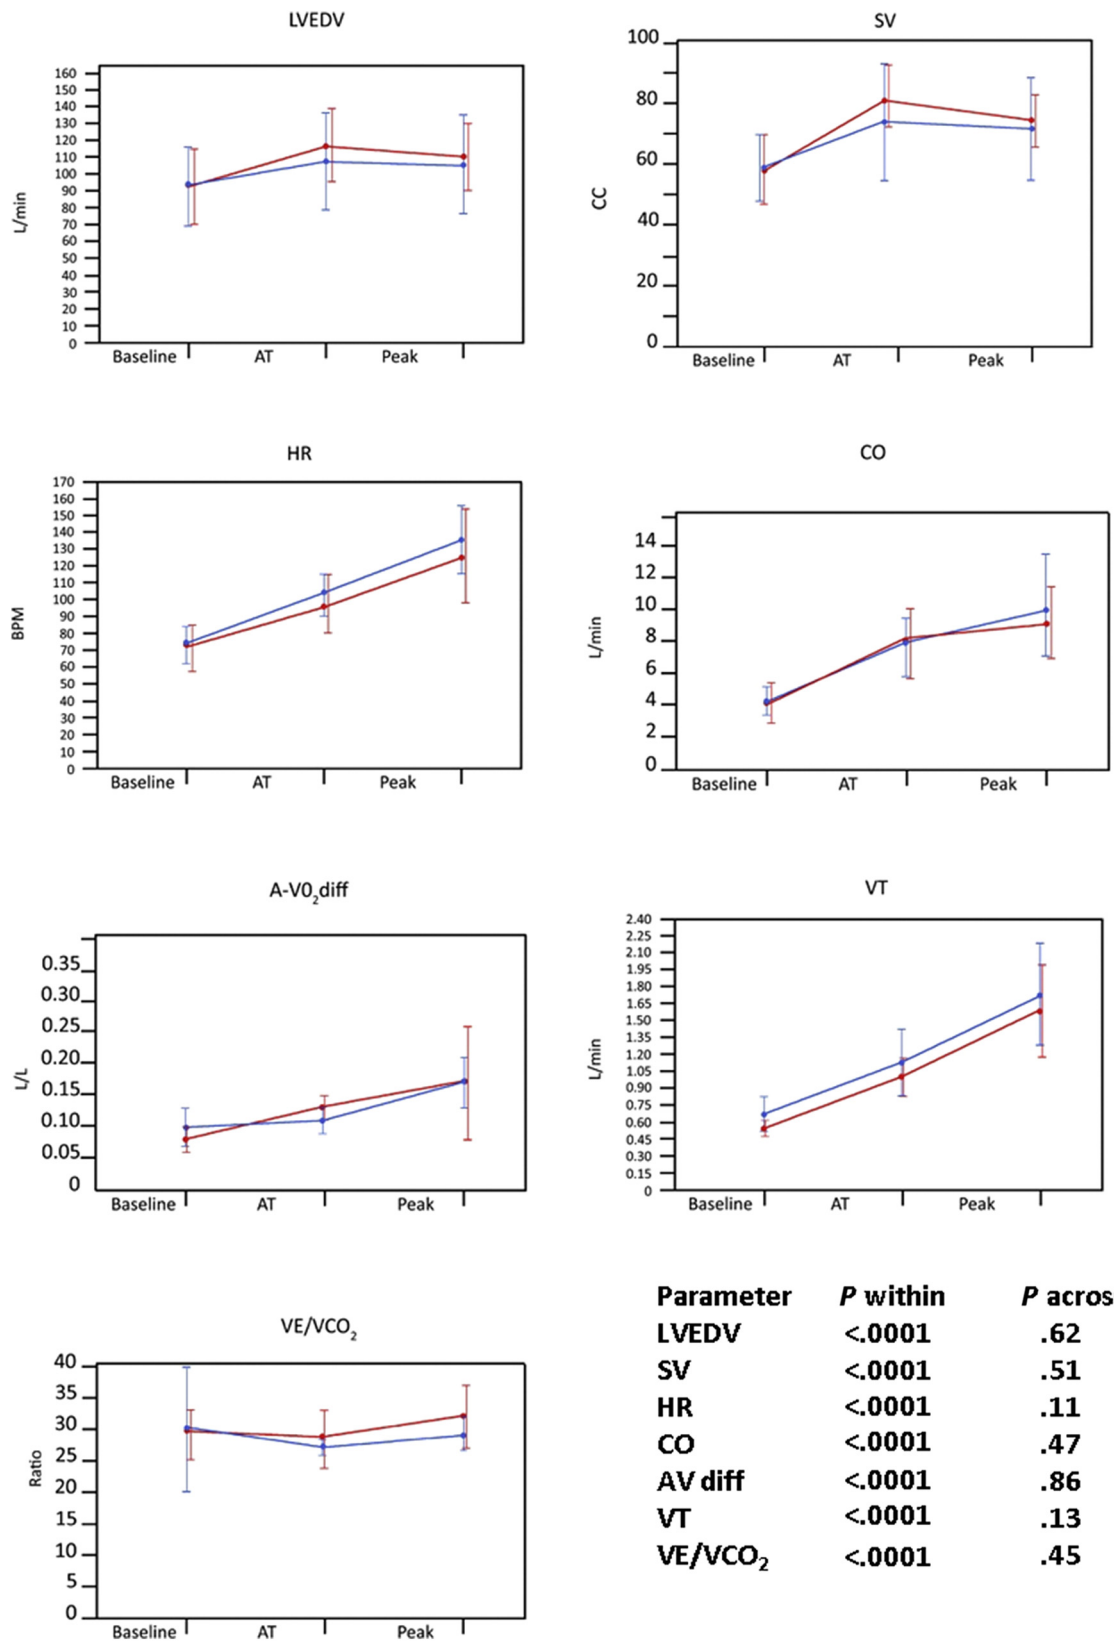 LVEDV
160
150
140
130
120
110
100
90
80
70
60
50
40
30
20
10
0
L/min
Baseline AT Peak
SV
100
80
60
40
20
0
CC
Baseline AT Peak
HR
170
160
150
140
130
120
110
100
90
80
70
60
50
40
30
20
10
0
BPM
Baseline AT Peak
CO
14
12
10
8
6
4
2
0
L/min
Baseline AT Peak
A-V0₂diff
0.35
0.30
0.25
0.20
0.15
0.10
0.05
0
L/L
Baseline AT Peak
VT
2.40
2.25
2.10
1.95
1.80
1.65
1.50
1.35
1.20
1.05
0.90
0.75
0.60
0.45
0.30
0.15
0
L/min
Baseline AT Peak
VE/VCO₂
40
35
30
25
20
15
10
5
0
Ratio
Baseline AT Peak
Parameter P within P acros
LVEDV <.0001 .62
SV <.0001 .51
HR <.0001 .11
CO <.0001 .47
AV diff <.0001 .86
VT <.0001 .13
VE/VCO₂ <.0001 .45